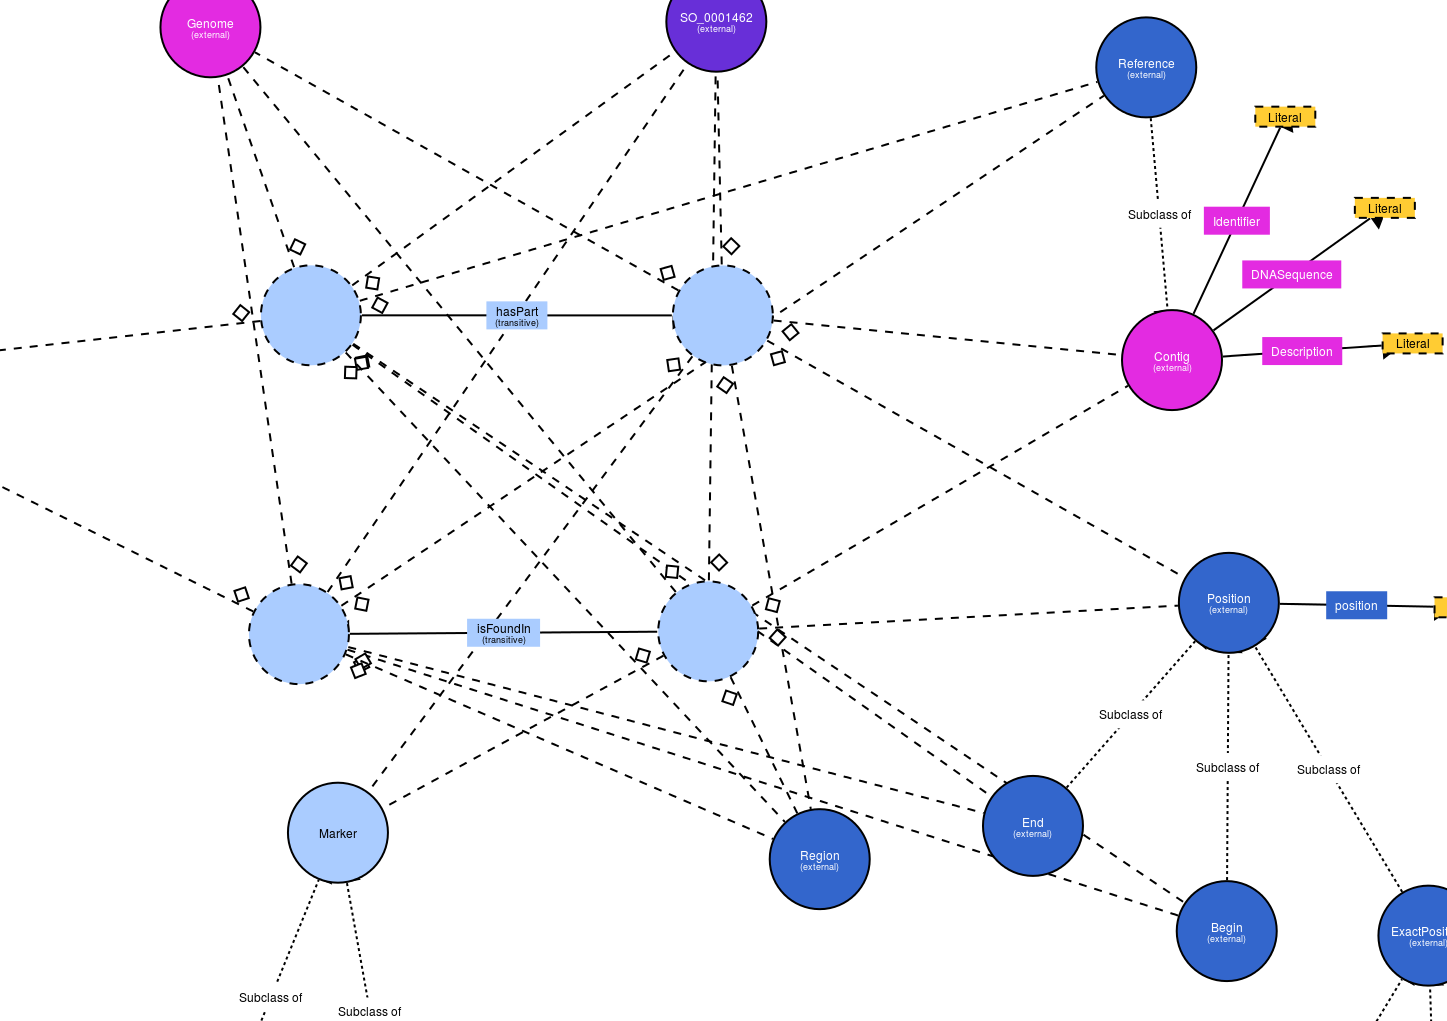 Genome
(external)
SO_0001462
(external)
Reference
(external)
Literal
Subclass of
Identifier
Literal
DNASequence
hasPart
(transitive)
Contig
(external)
Description
Literal
Position
(external)
position
isFoundIn
(transitive)
Subclass of
Subclass of
Subclass of
Marker
End
(external)
Region
(external)
Begin
(external)
ExactPosit
(external)
Subclass of
Subclass of